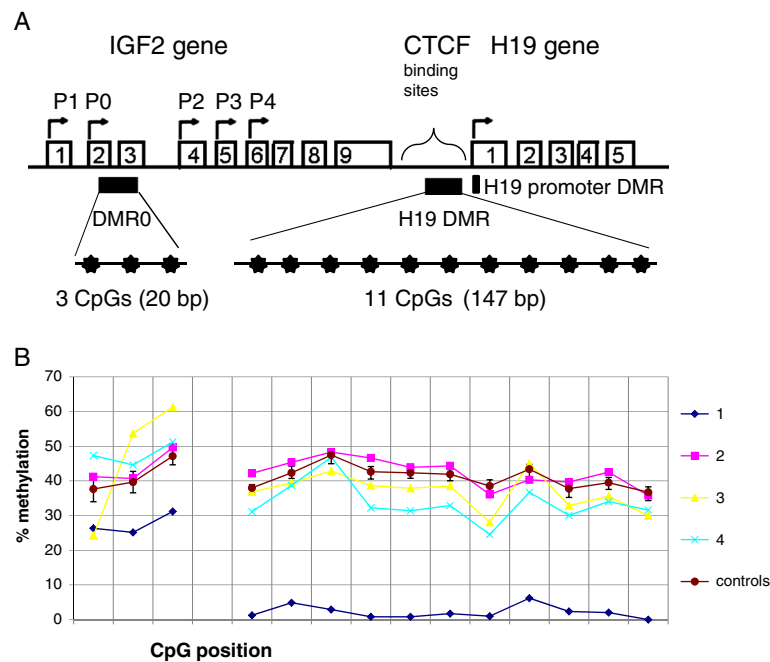 A
IGF2 gene
CTCF H19 gene
binding
sites
P1 P0 P2 P3 P4
1 2 3 4 5 6 7 8 9 1 2 3 4 5
H19 promoter DMR
DMR0
H19 DMR
3 CpGs (20 bp)
11 CpGs (147 bp)
B
70
60
50
40
30
20
10
0
% methylation
CpG position
1
2
3
4
controls